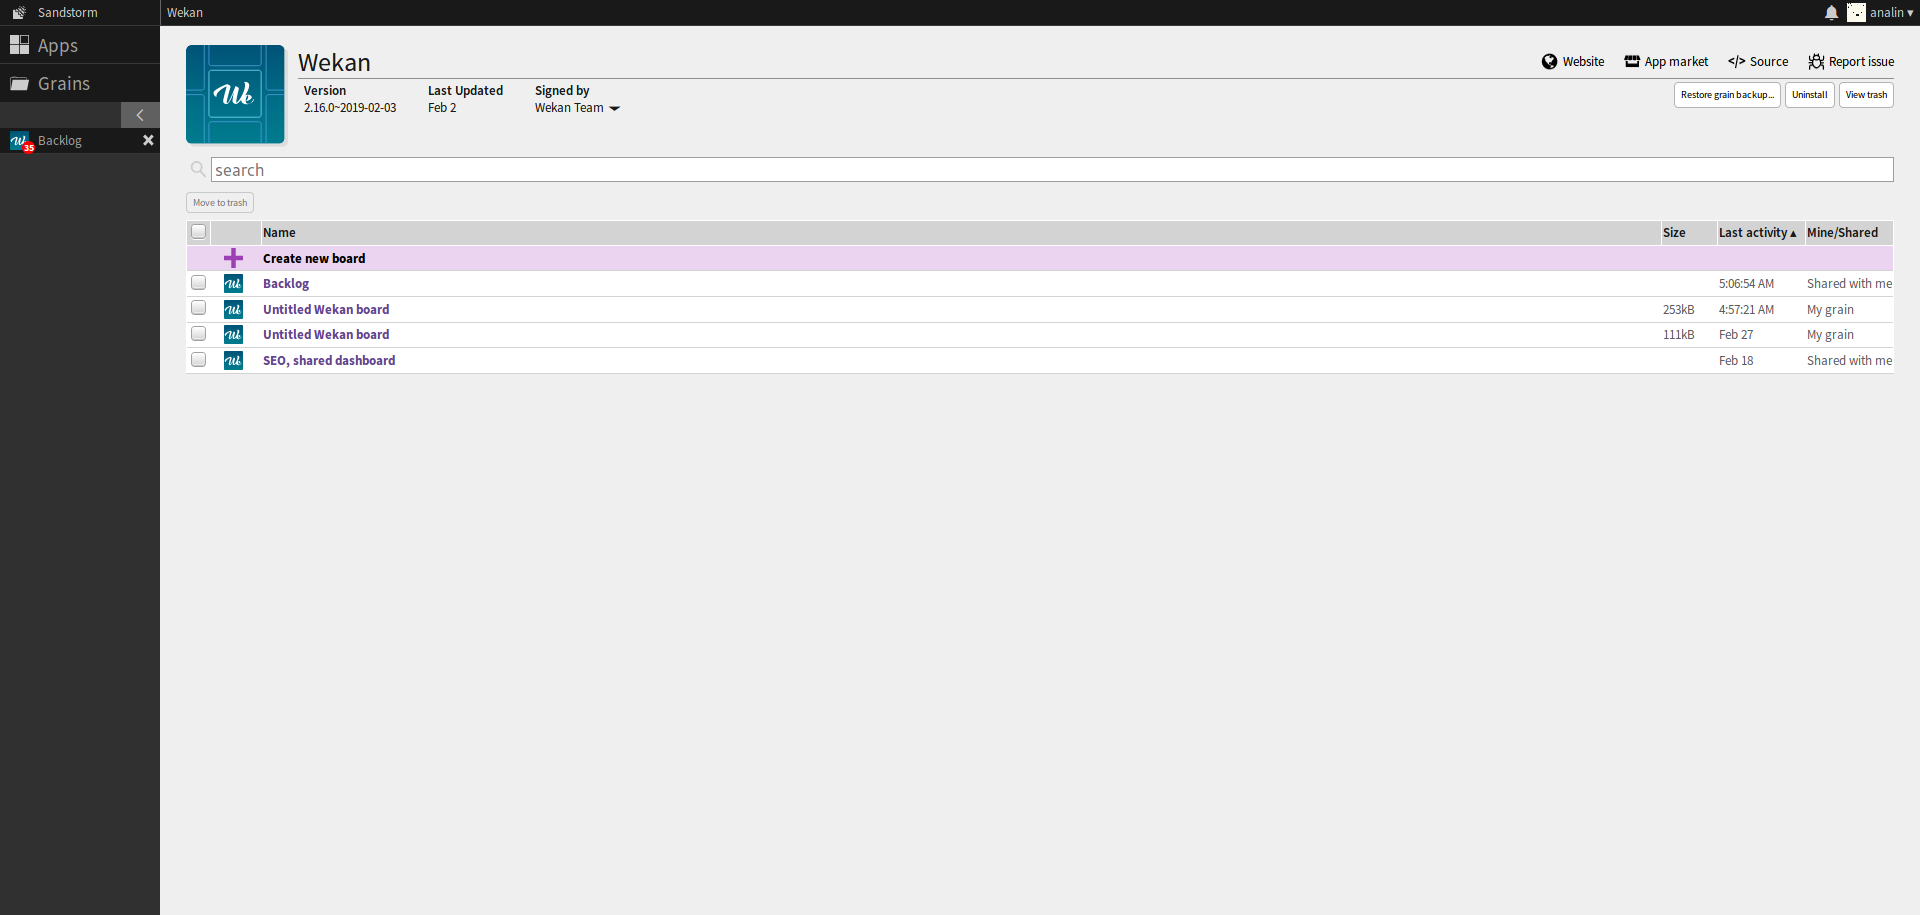 Sandstorm
Wekan
analin ▾
Apps
Grains
Backlog
35
We
Wekan
Website
App market
</> Source
Report issue
Version
Last Updated
Signed by
2.16.0~2019-02-03
Feb 2
Wekan Team
Restore grain backup...
Uninstall
View trash
search
Move to trash
Name
Size
Last activity ▴
Mine/Shared
Create new board
Backlog
5:06:54 AM
Shared with me
Untitled Wekan board
253kB
4:57:21 AM
My grain
Untitled Wekan board
111kB
Feb 27
My grain
SEO, shared dashboard
Feb 18
Shared with me